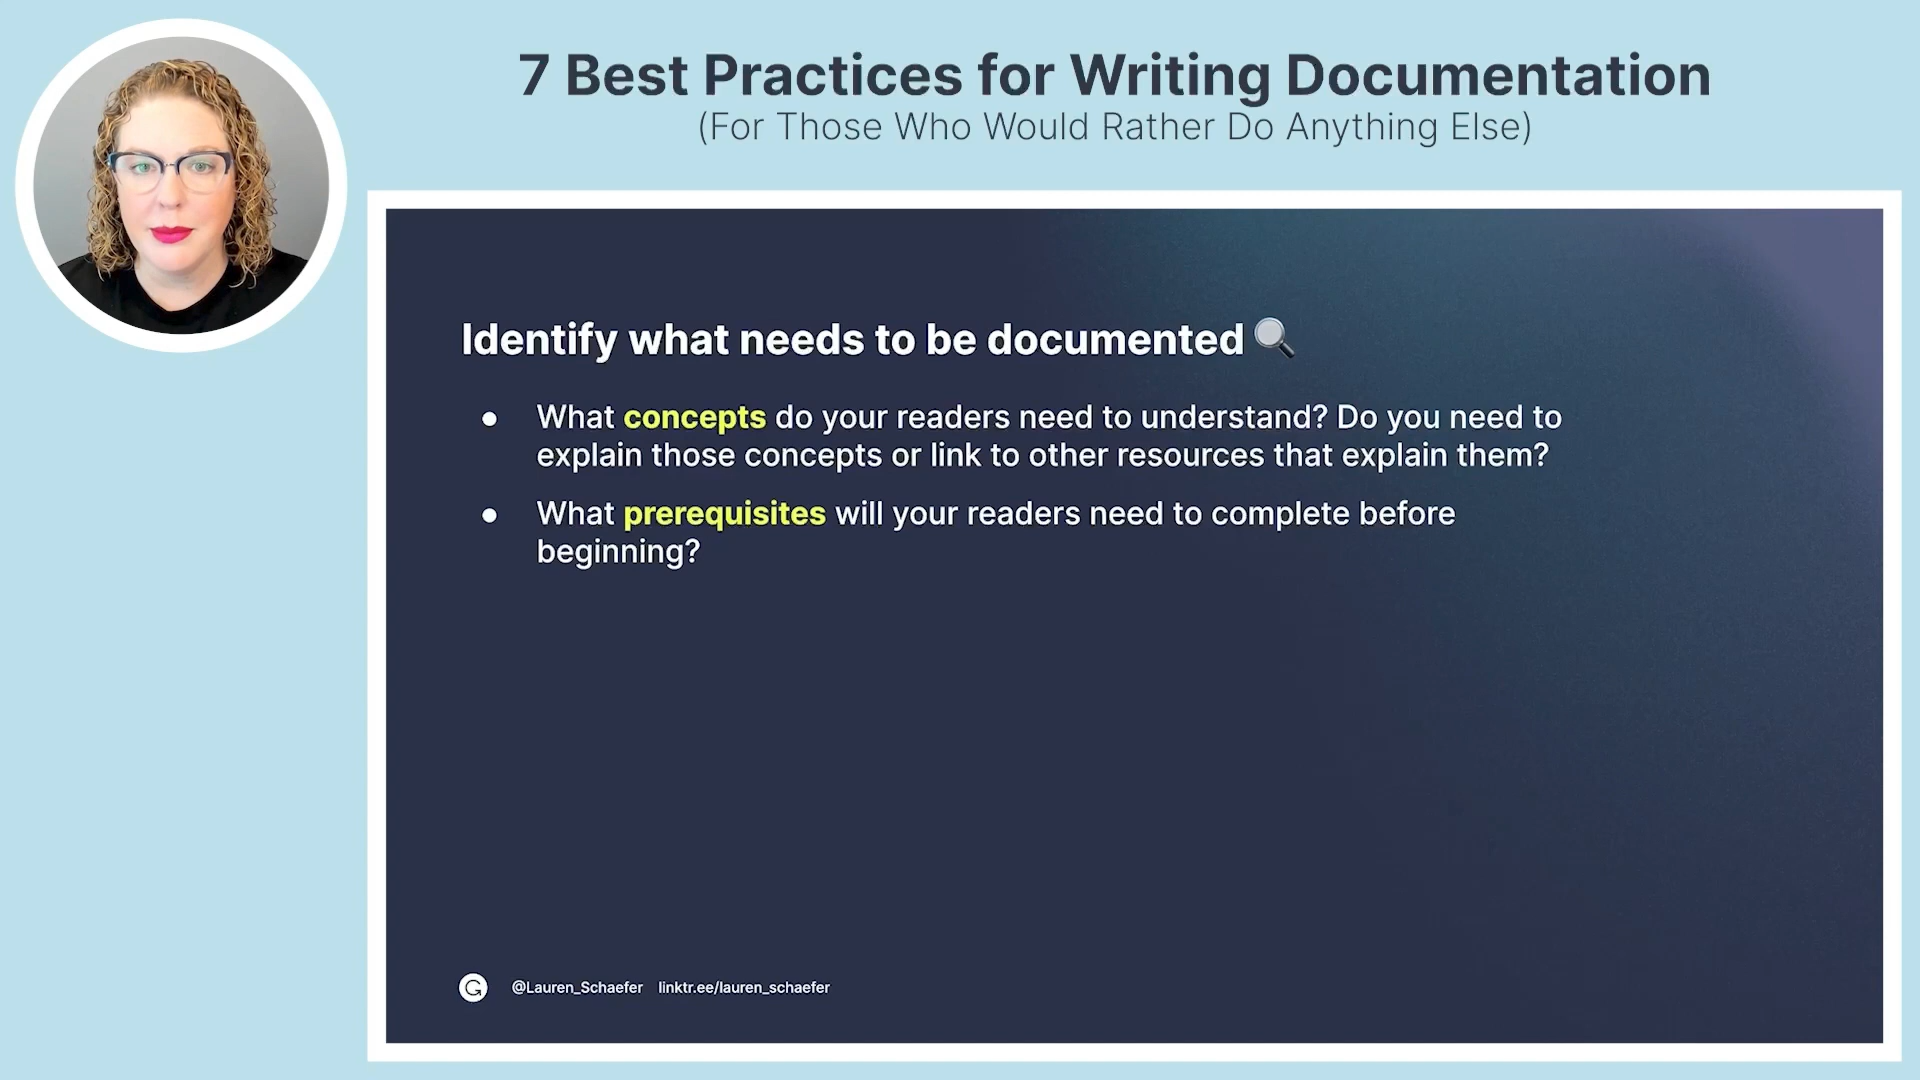 7 Best Practices for Writing Documentation
(For Those Who Would Rather Do Anything Else)
Identify what needs to be documented
● What concepts do your readers need to understand? Do you need to
explain those concepts or link to other resources that explain them?
● What prerequisites will your readers need to complete before
beginning?
@Lauren_Schaefer linktr.ee/lauren_schaefer